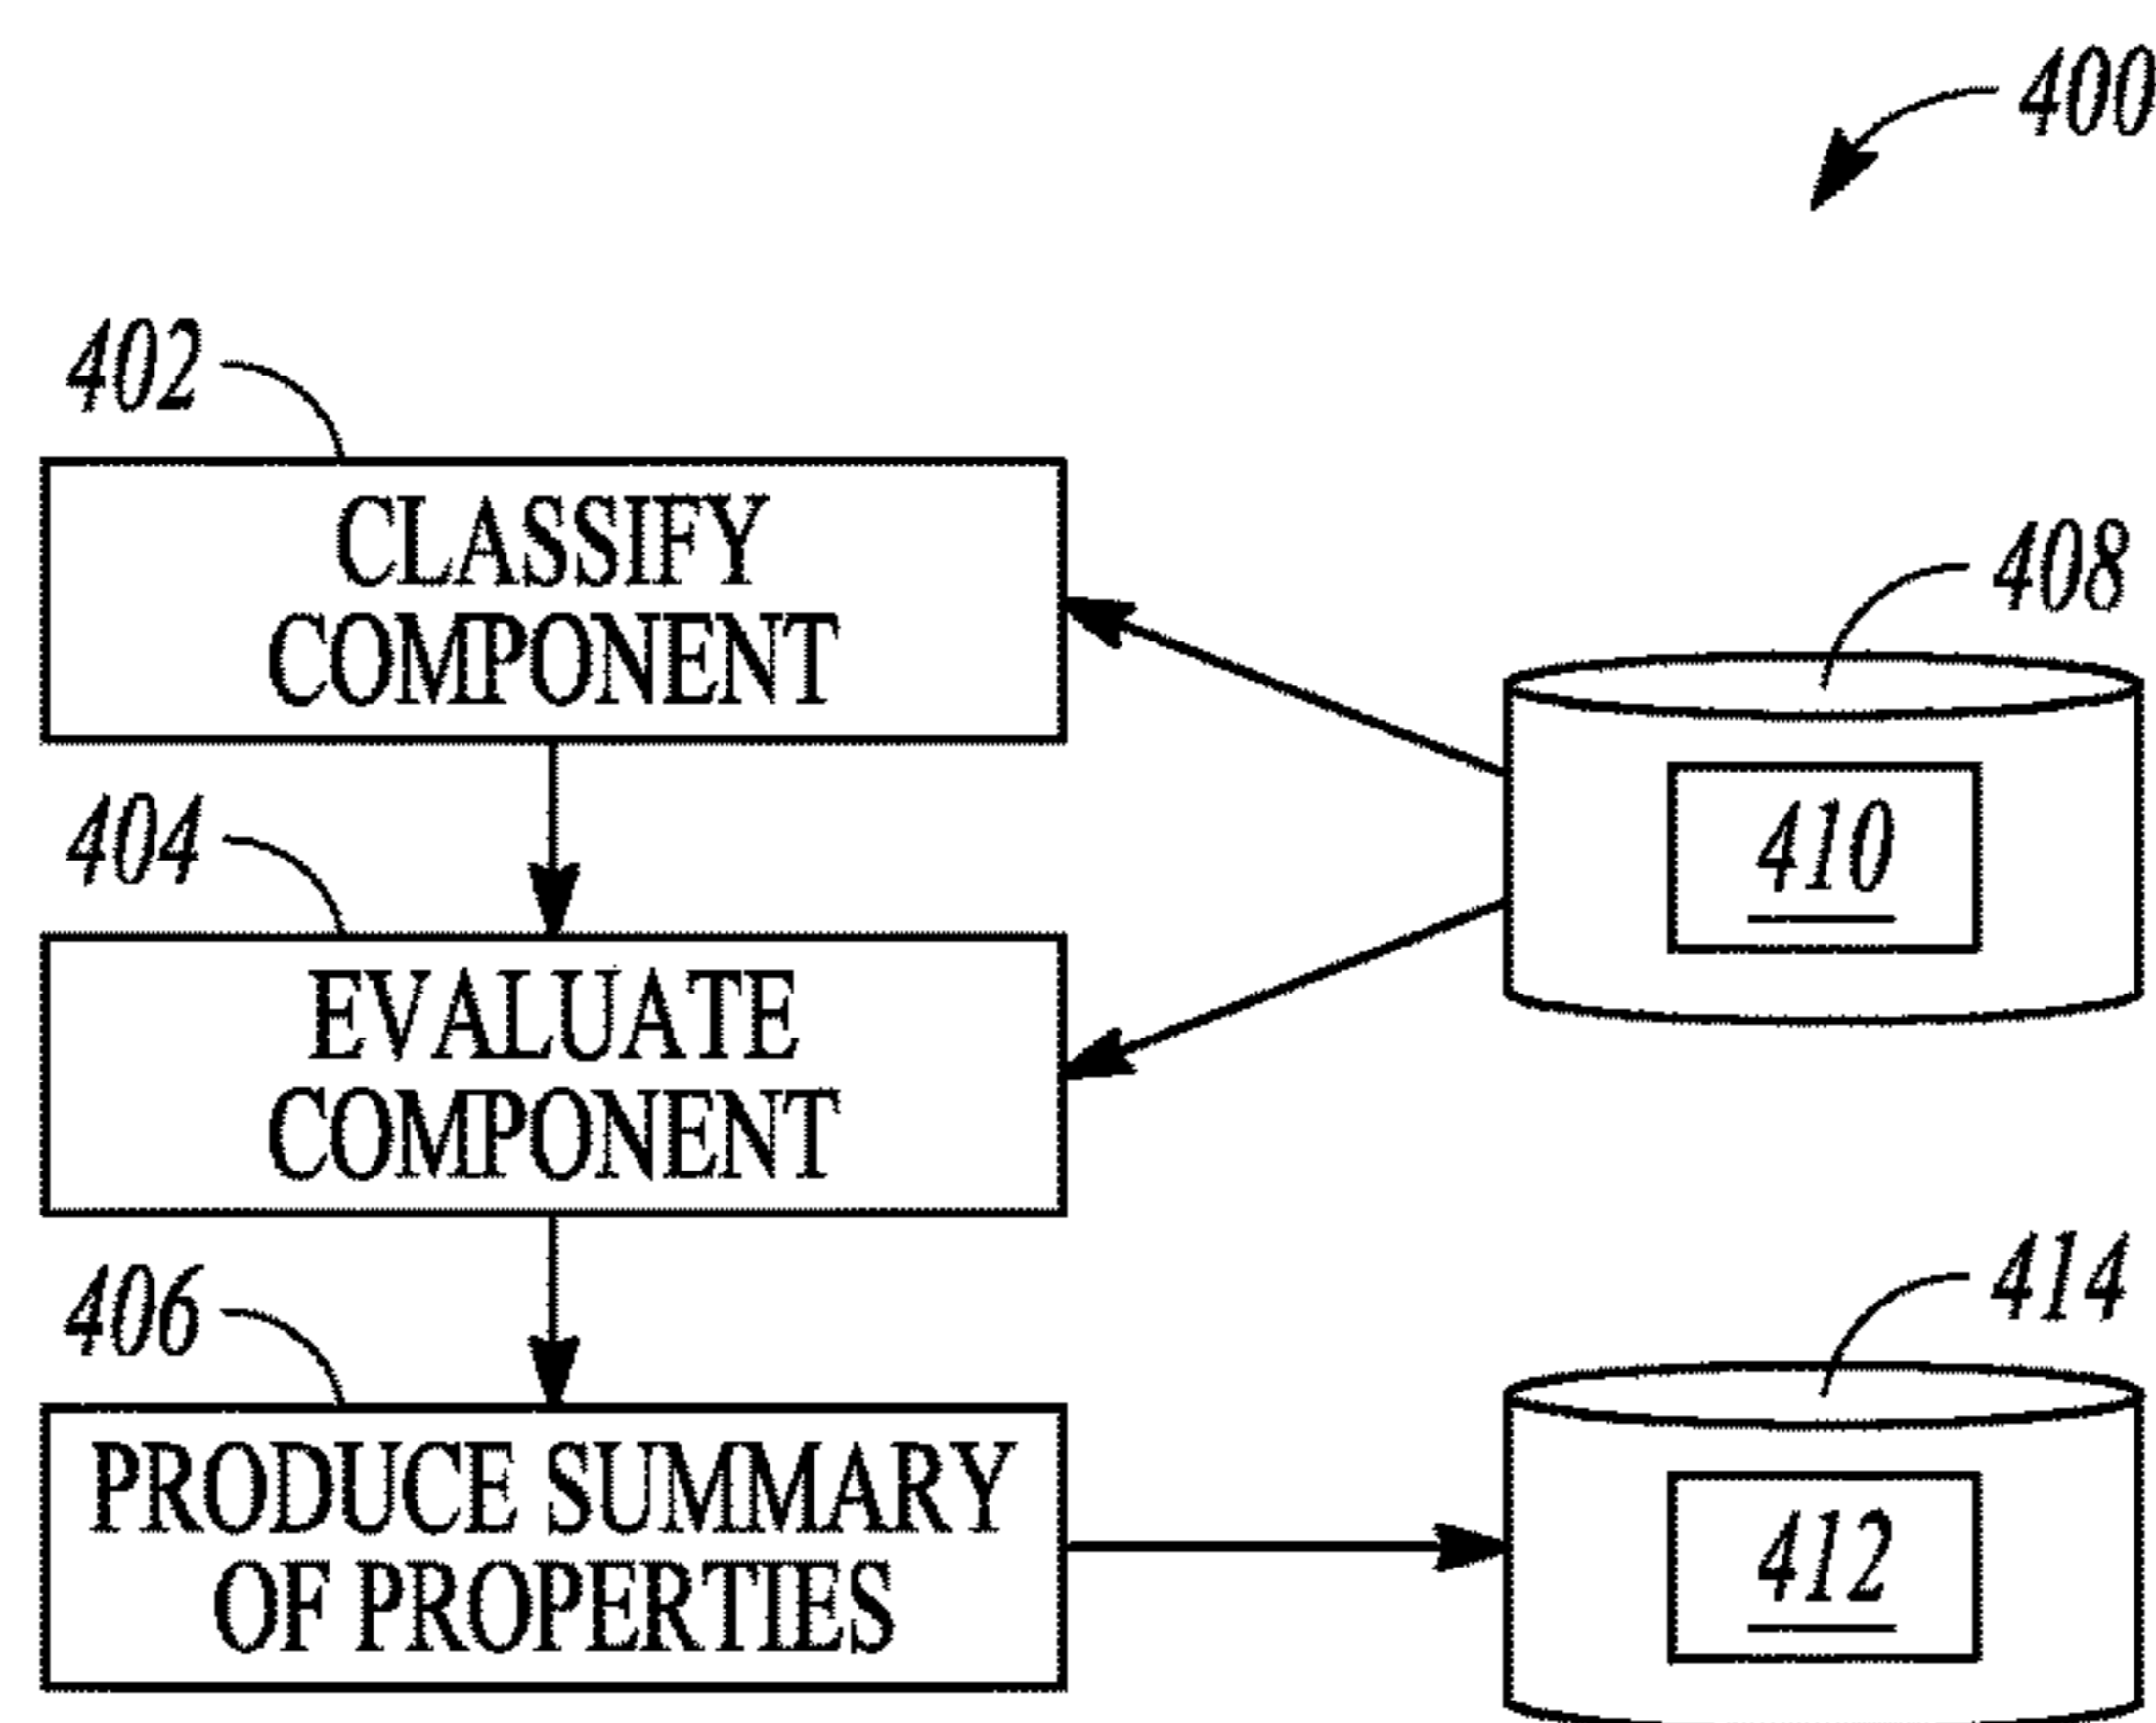 400
402
CLASSIFY
COMPONENT
408
410
404
EVALUATE
COMPONENT
406
414
PRODUCE SUMMARY
OF PROPERTIES
412